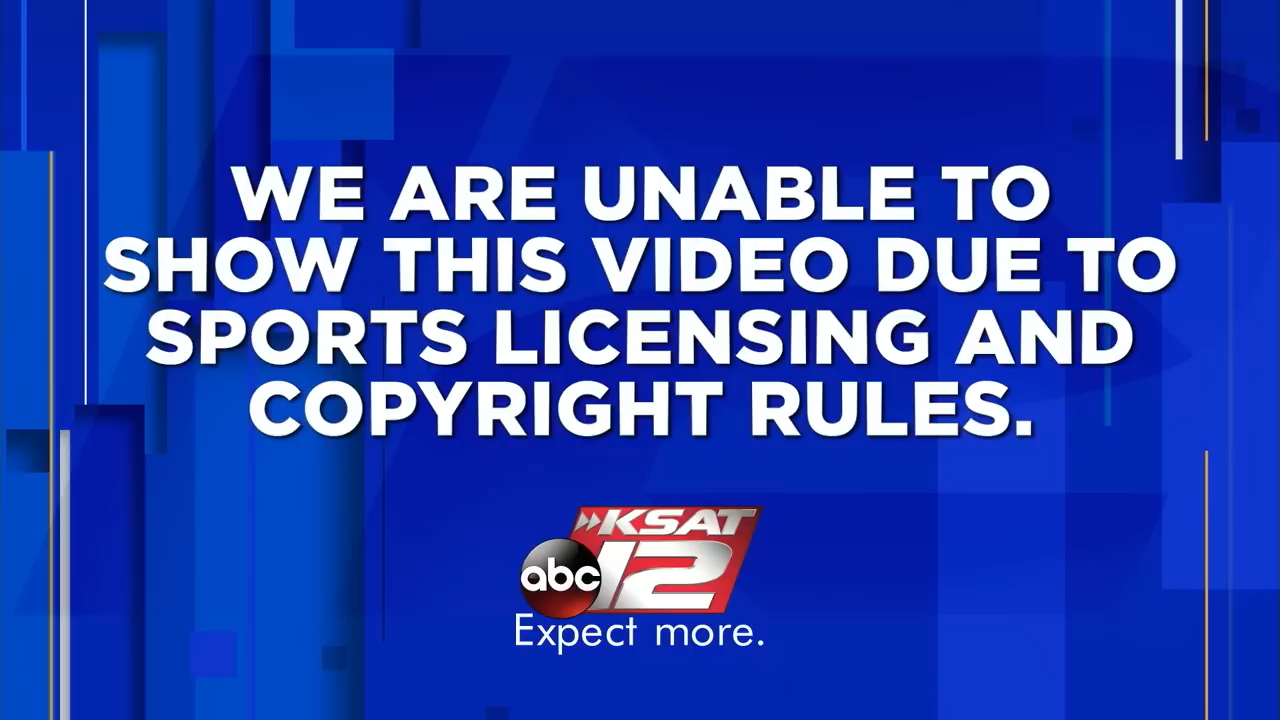 WE ARE UNABLE TO
SHOW THIS VIDEO DUE TO
SPORTS LICENSING AND
COPYRIGHT RULES.
KSAT
abc 12
Expect more.